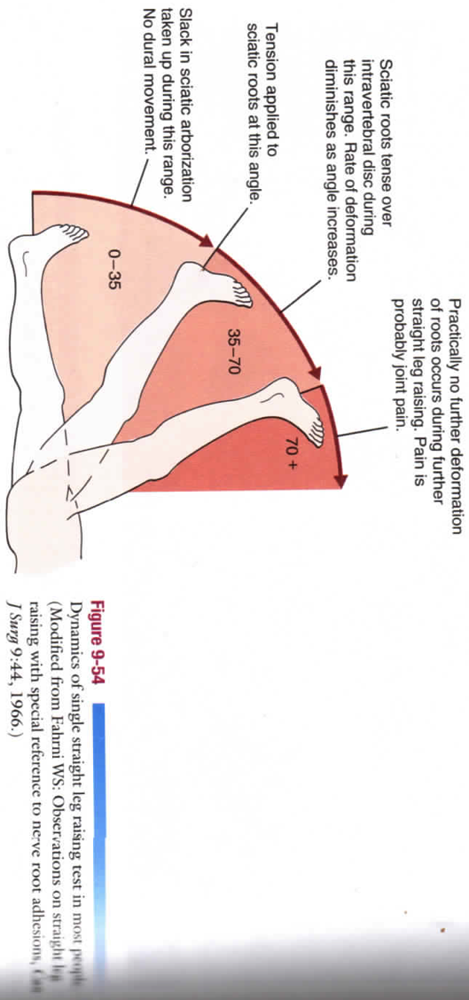 Practically no further deformation
of roots occurs during further
straight leg raising. Pain is
probably joint pain.
Sciatic roots tense over
intravertebral disc during
this range. Rate of deformation
diminishes as angle increases.
Tension applied to
sciatic roots at this angle.
Slack in sciatic arborization
taken up during this range.
No dural movement.
70 +
35–70
0–35
Figure 9-54
Dynamics of single straight leg raising test in most people
(Modified from Fahrni WS: Observations on straight leg
raising with special reference to nerve root adhesions, Can
J Surg 9:44, 1966.)